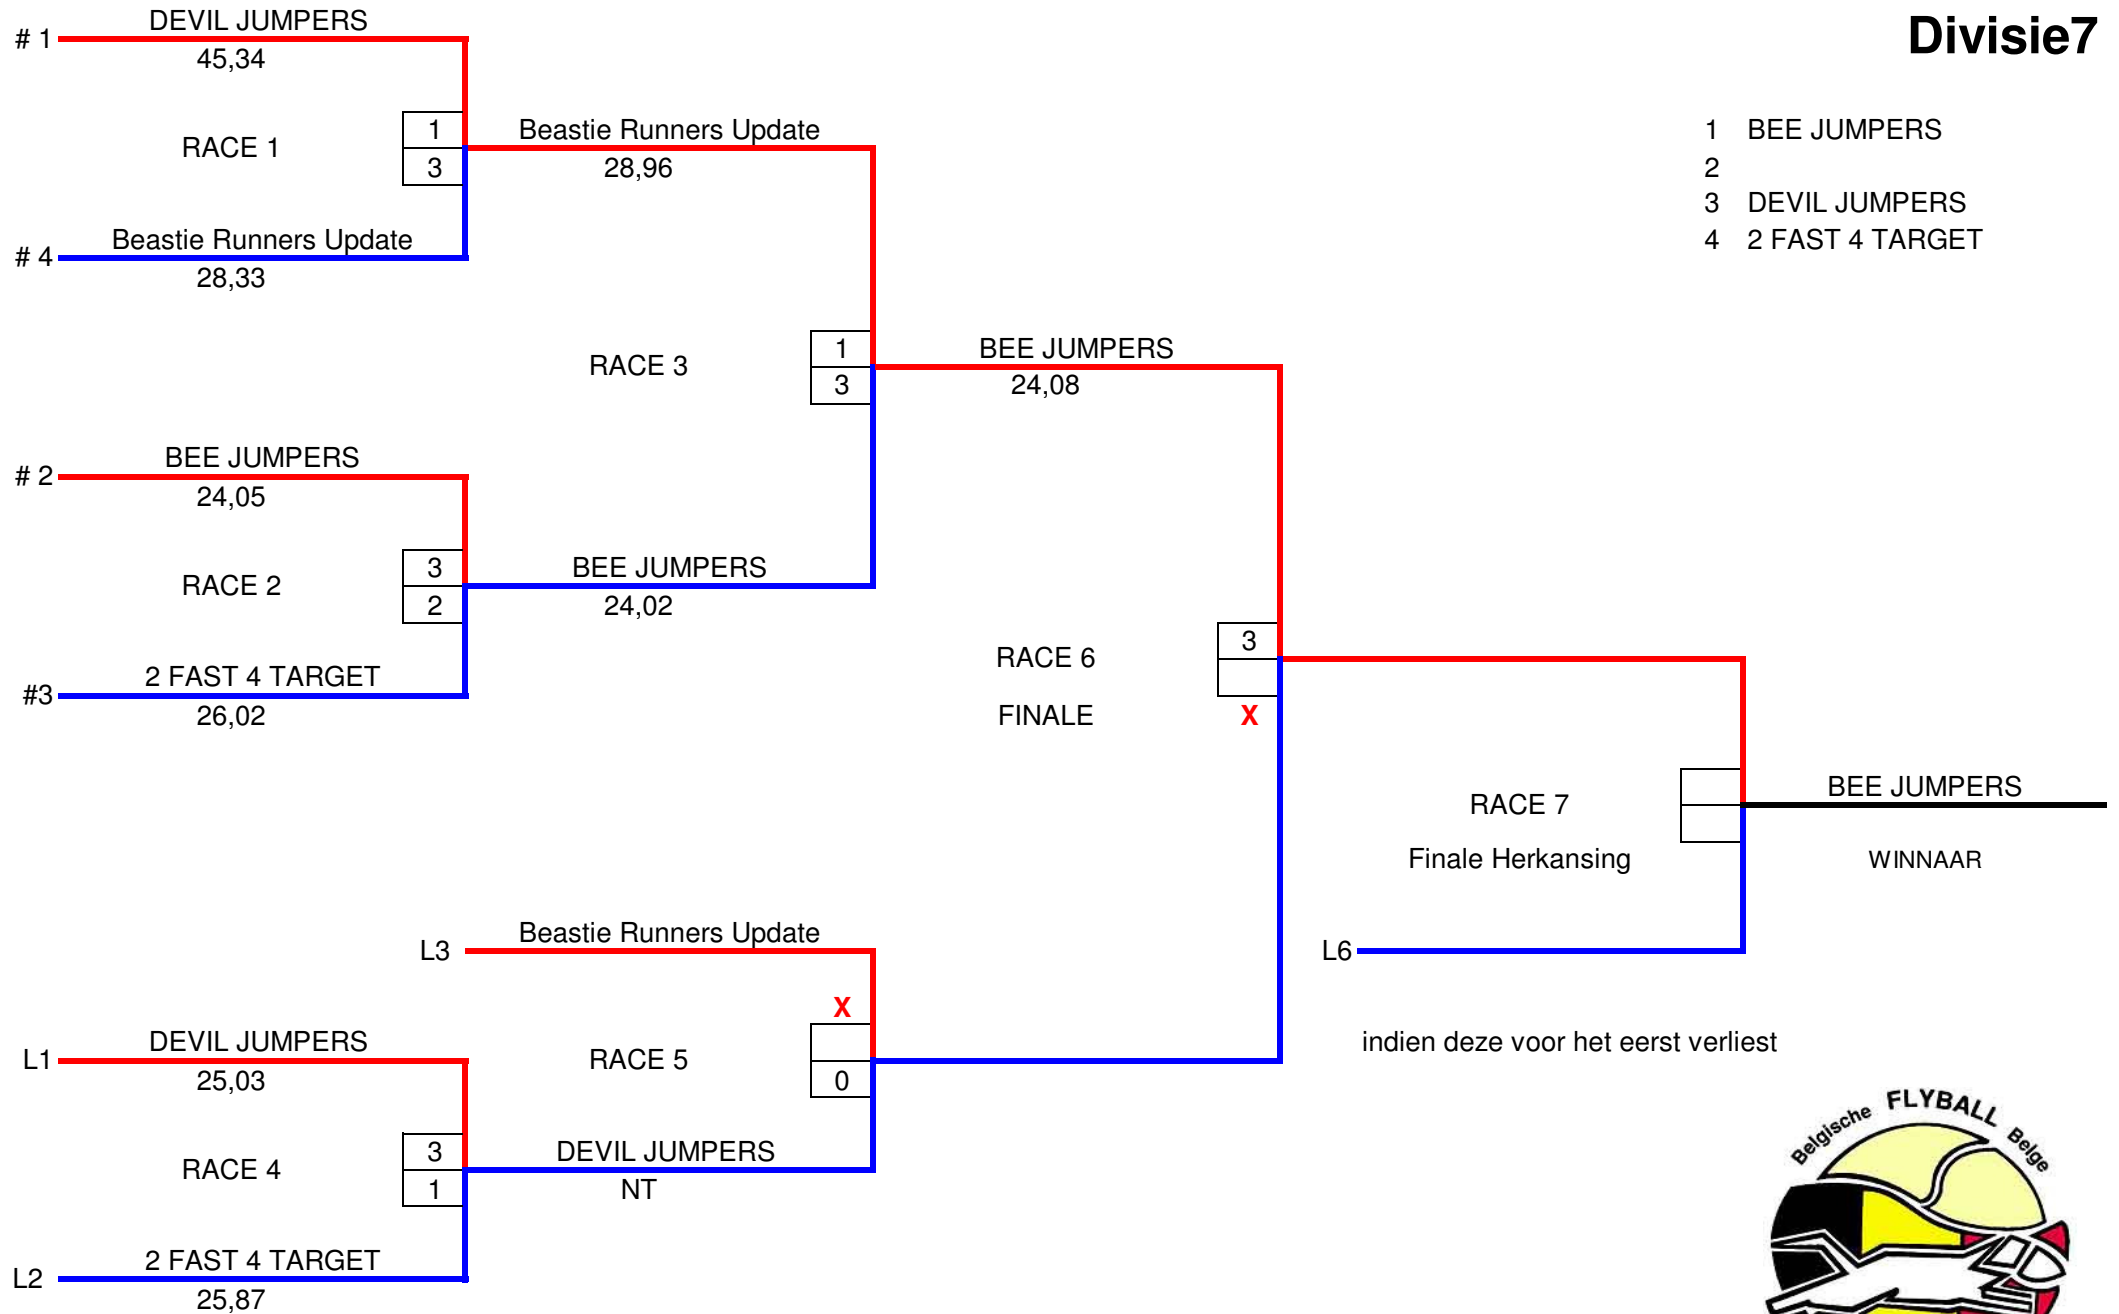 Divisie7
DEVIL JUMPERS
# 1
45,34
RACE 1
1
3
Beastie Runners Update
28,96
1 BEE JUMPERS
2
3 DEVIL JUMPERS
4 2 FAST 4 TARGET
Beastie Runners Update
# 4
28,33
RACE 3
1
3
BEE JUMPERS
24,08
BEE JUMPERS
# 2
24,05
RACE 2
3
2
BEE JUMPERS
24,02
2 FAST 4 TARGET
#3
26,02
RACE 6
3
FINALE
X
RACE 7
BEE JUMPERS
Finale Herkansing
WINNAAR
L3
Beastie Runners Update
L6
X
RACE 5
0
indien deze voor het eerst verliest
DEVIL JUMPERS
L1
25,03
RACE 4
3
1
DEVIL JUMPERS
NT
2 FAST 4 TARGET
L2
25,87
Belgische FLYBALL Belge